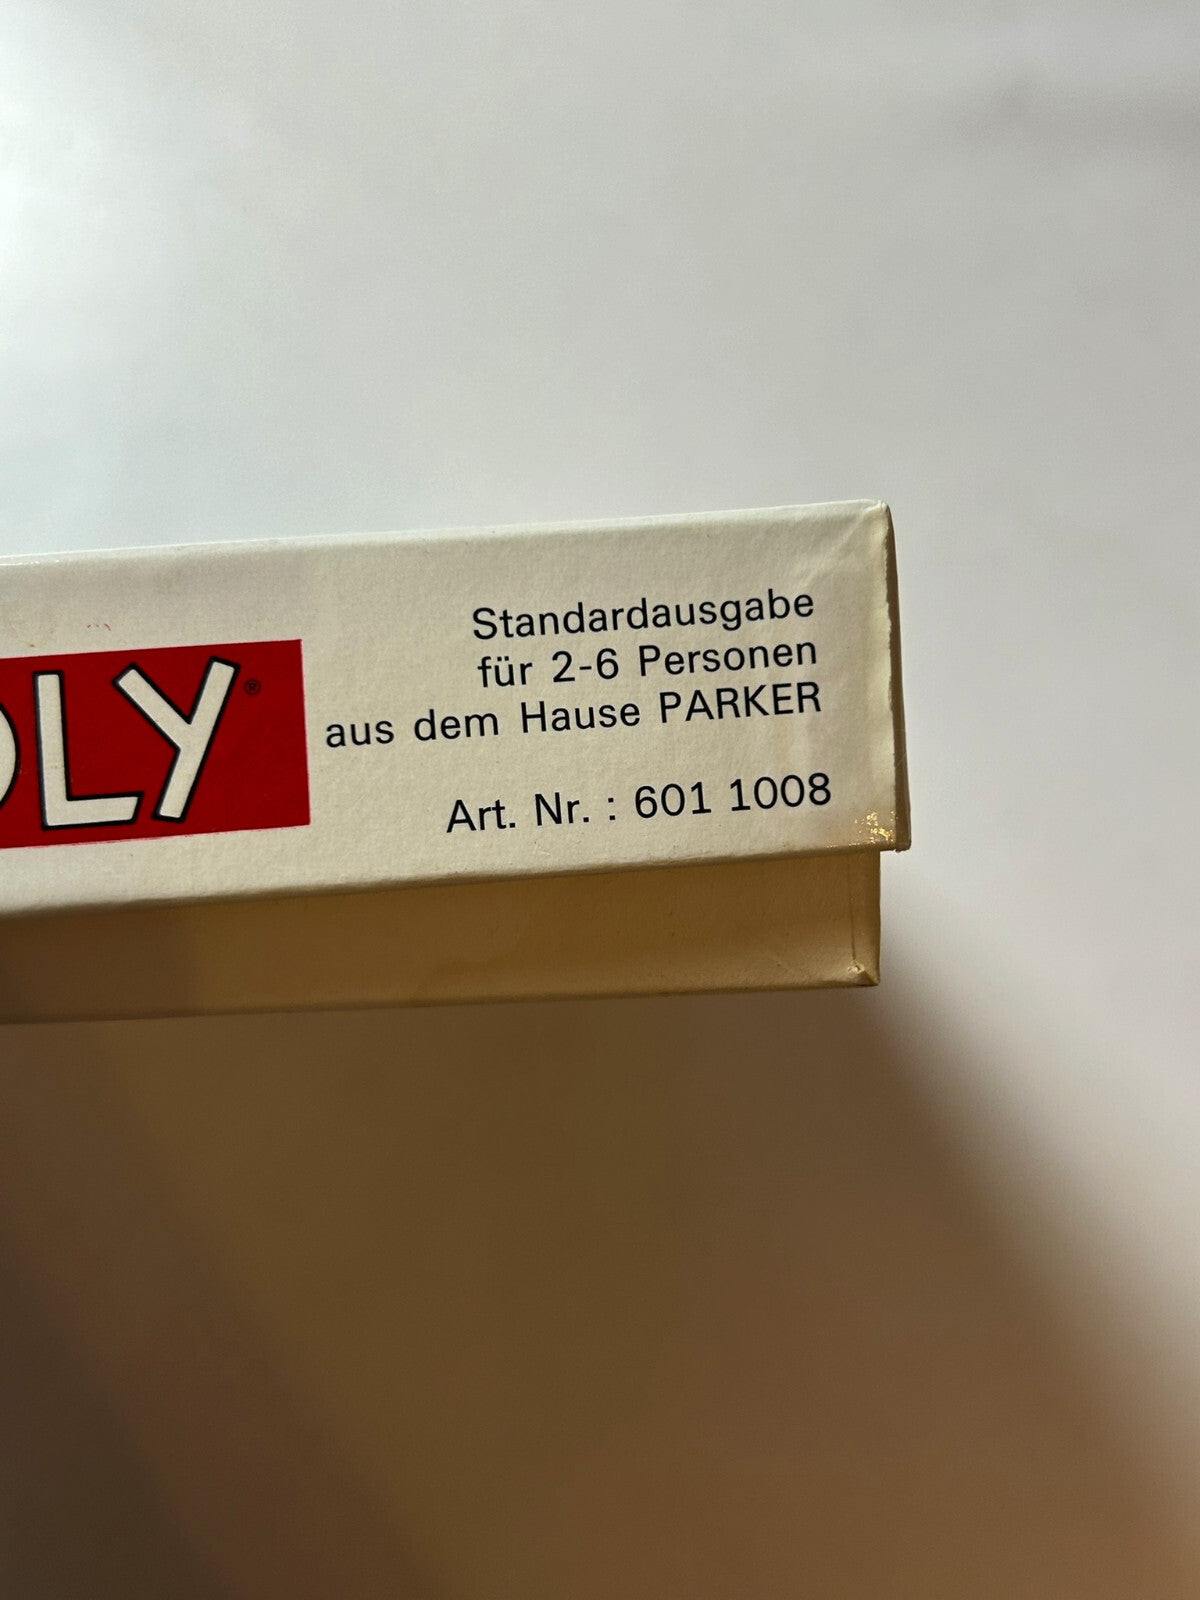 OLY®
Standardausgabe
für 2-6 Personen
aus dem Hause PARKER
Art. Nr. : 601 1008